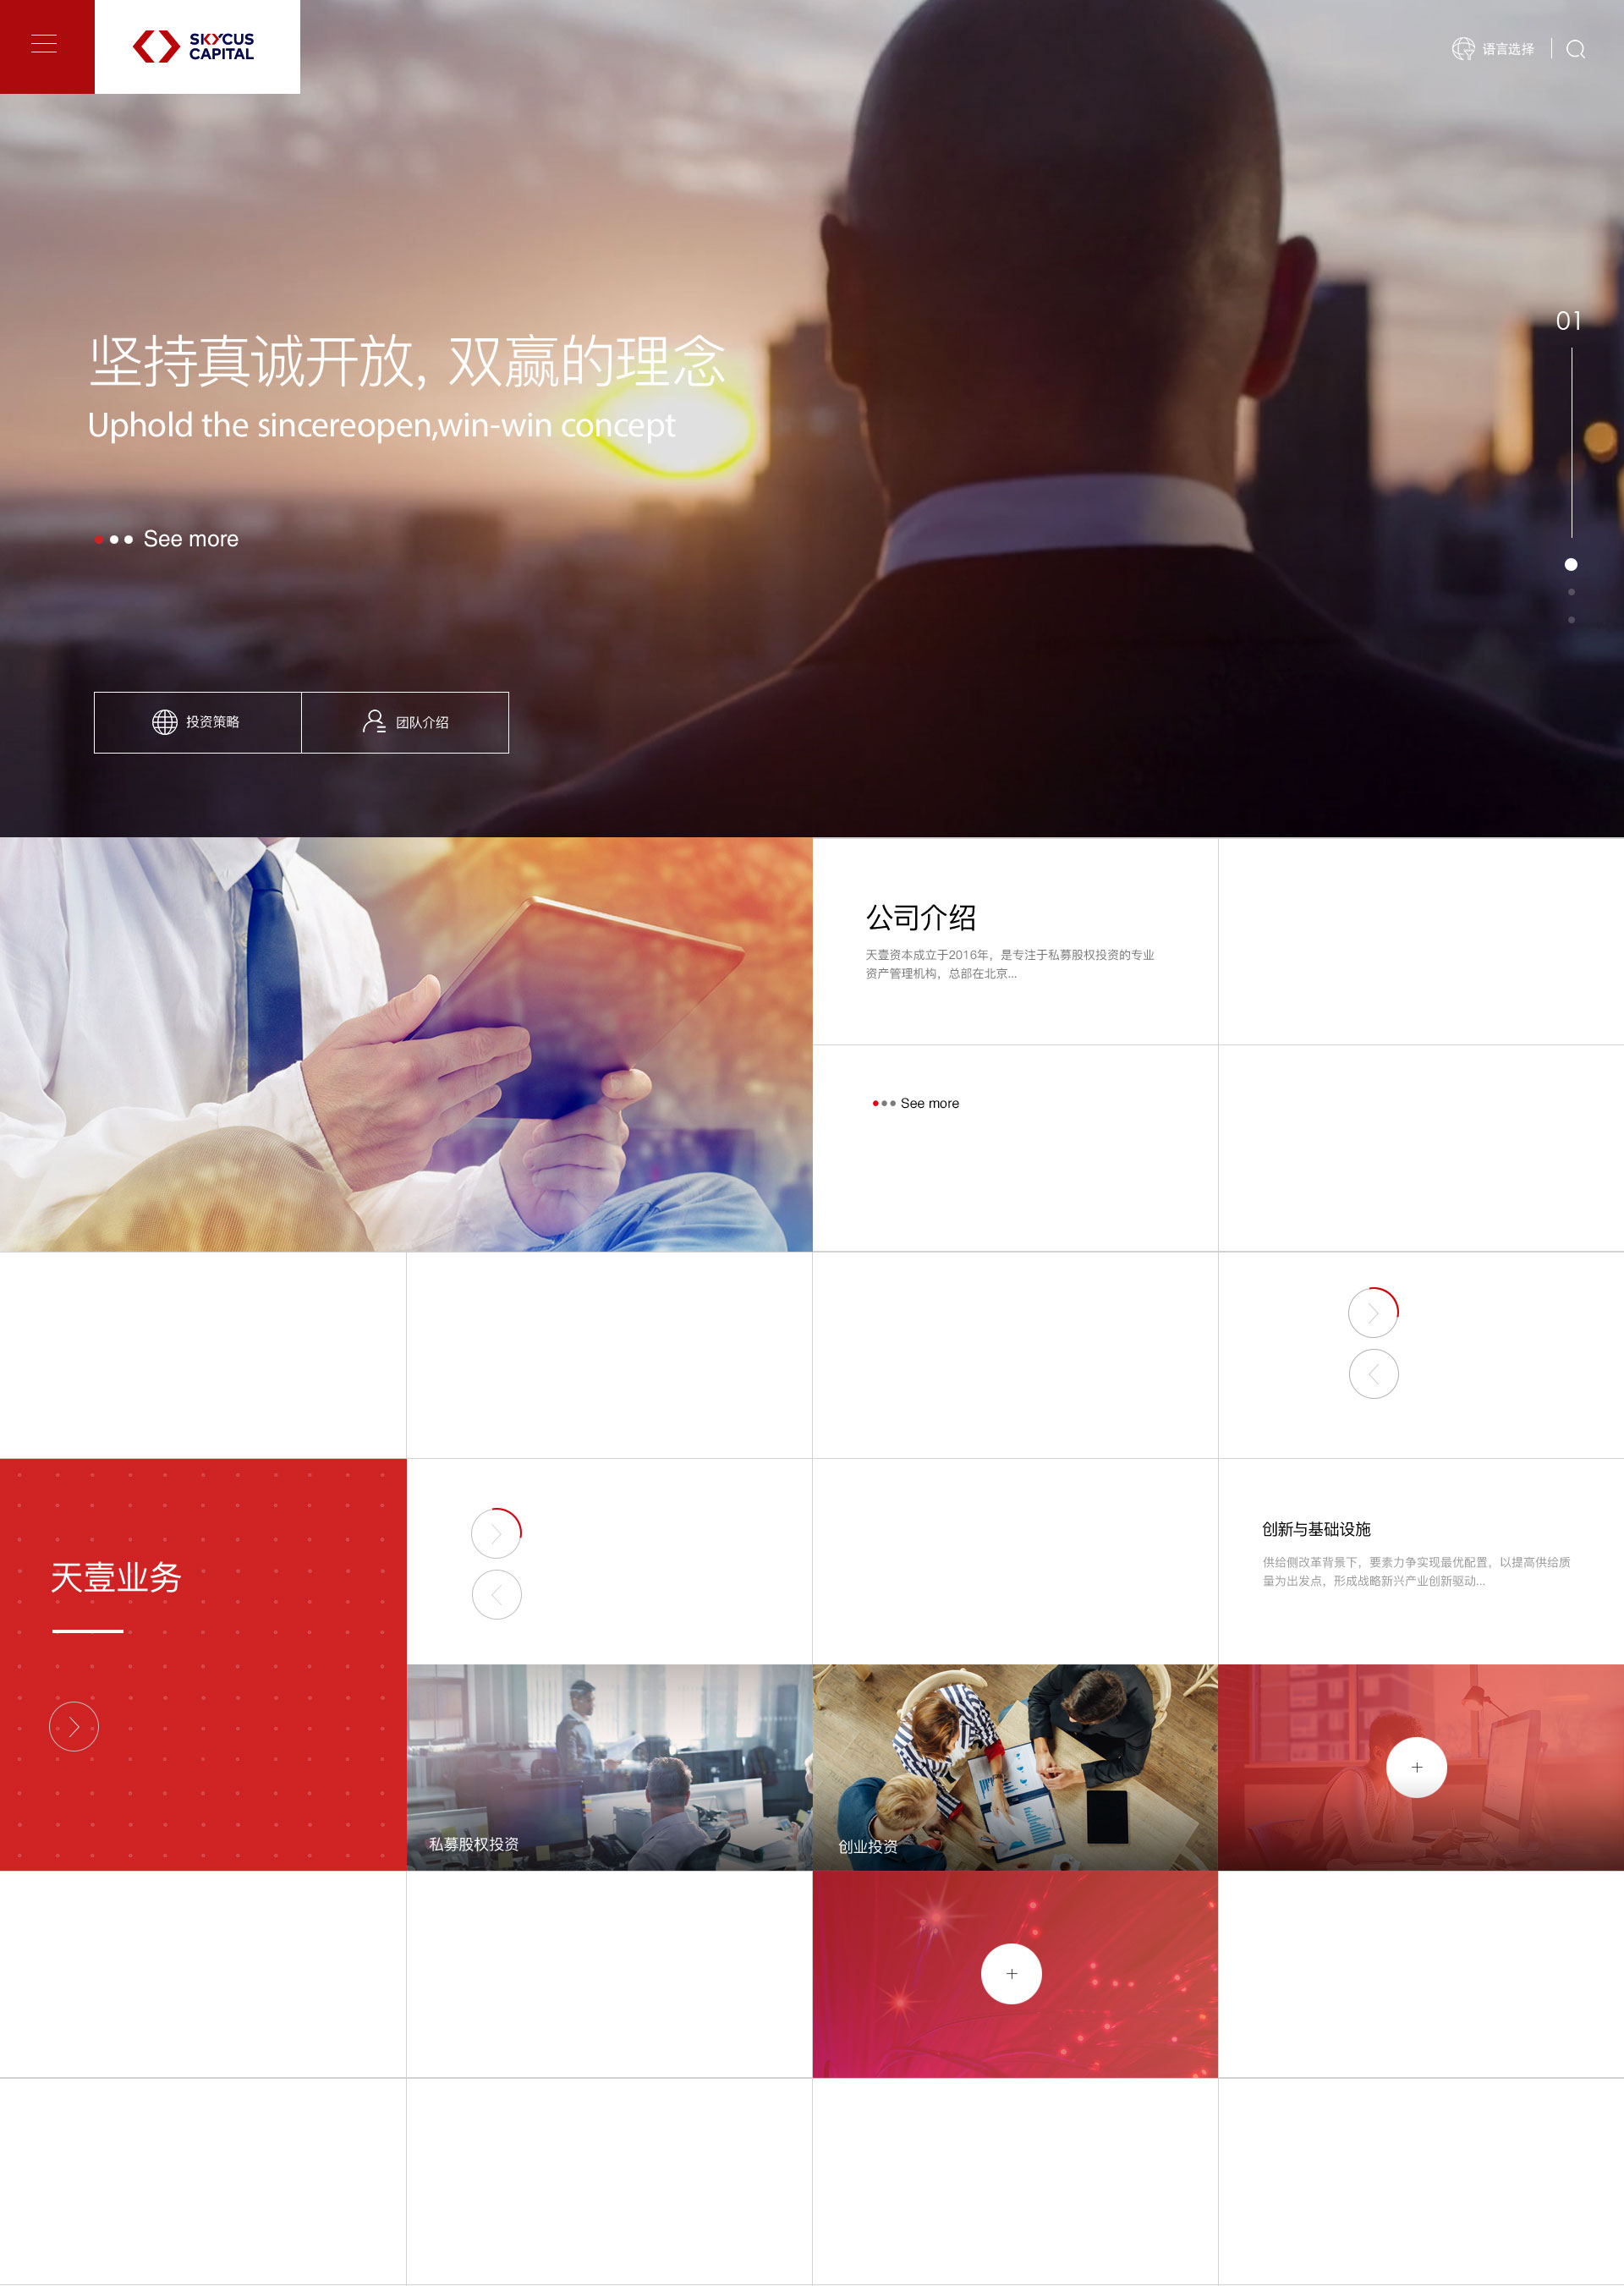 SKYCUS
CAPITAL
语言选择
坚持真诚开放, 双赢的理念
Uphold the sincereopen,win-win concept
01
See more
投资策略
团队介绍
公司介绍
天壹资本成立于2016年，是专注于私募股权投资的专业
资产管理机构，总部在北京...
See more
天壹业务
创新与基础设施
供给侧改革背景下，要素力争实现最优配置，以提高供给质
量为出发点，形成战略新兴产业创新驱动...
私募股权投资
创业投资